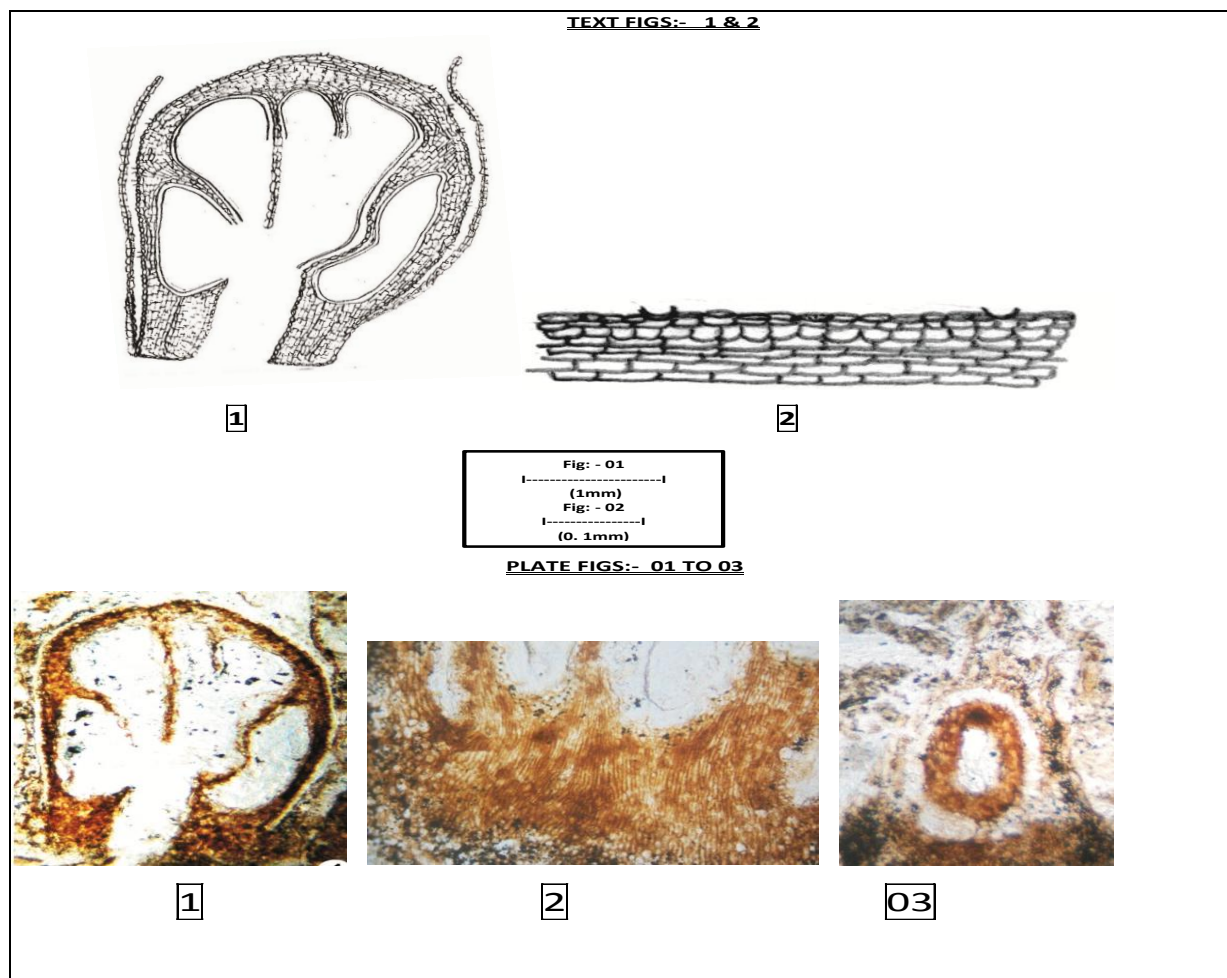 TEXT FIGS:- 1 & 2
1
2
Fig: - 01
I-----------------------I
(1mm)
Fig: - 02
I----------------I
(0. 1mm)
PLATE FIGS:- 01 TO 03
1
2
03